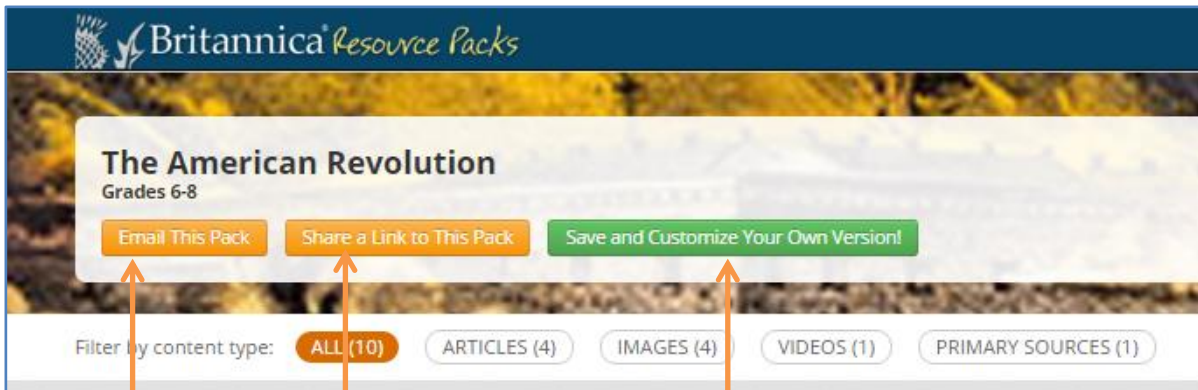 Britannica® Resource Packs
The American Revolution
Grades 6-8
Email This Pack Share a Link to This Pack Save and Customize Your Own Version!
Filter by content type: ALL (10) ARTICLES (4) IMAGES (4) VIDEOS (1) PRIMARY SOURCES (1)